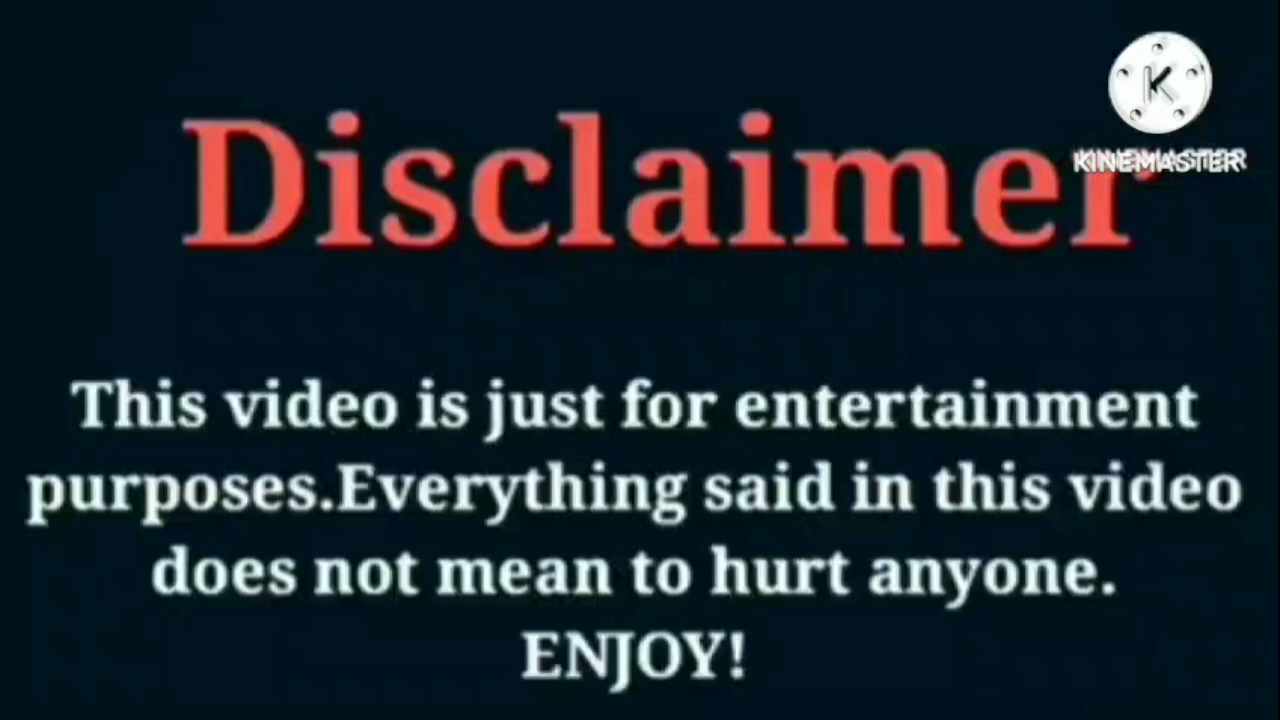 K
KINEMASTER
Disclaimer
This video is just for entertainment
purposes.Everything said in this video
does not mean to hurt anyone.
ENJOY!